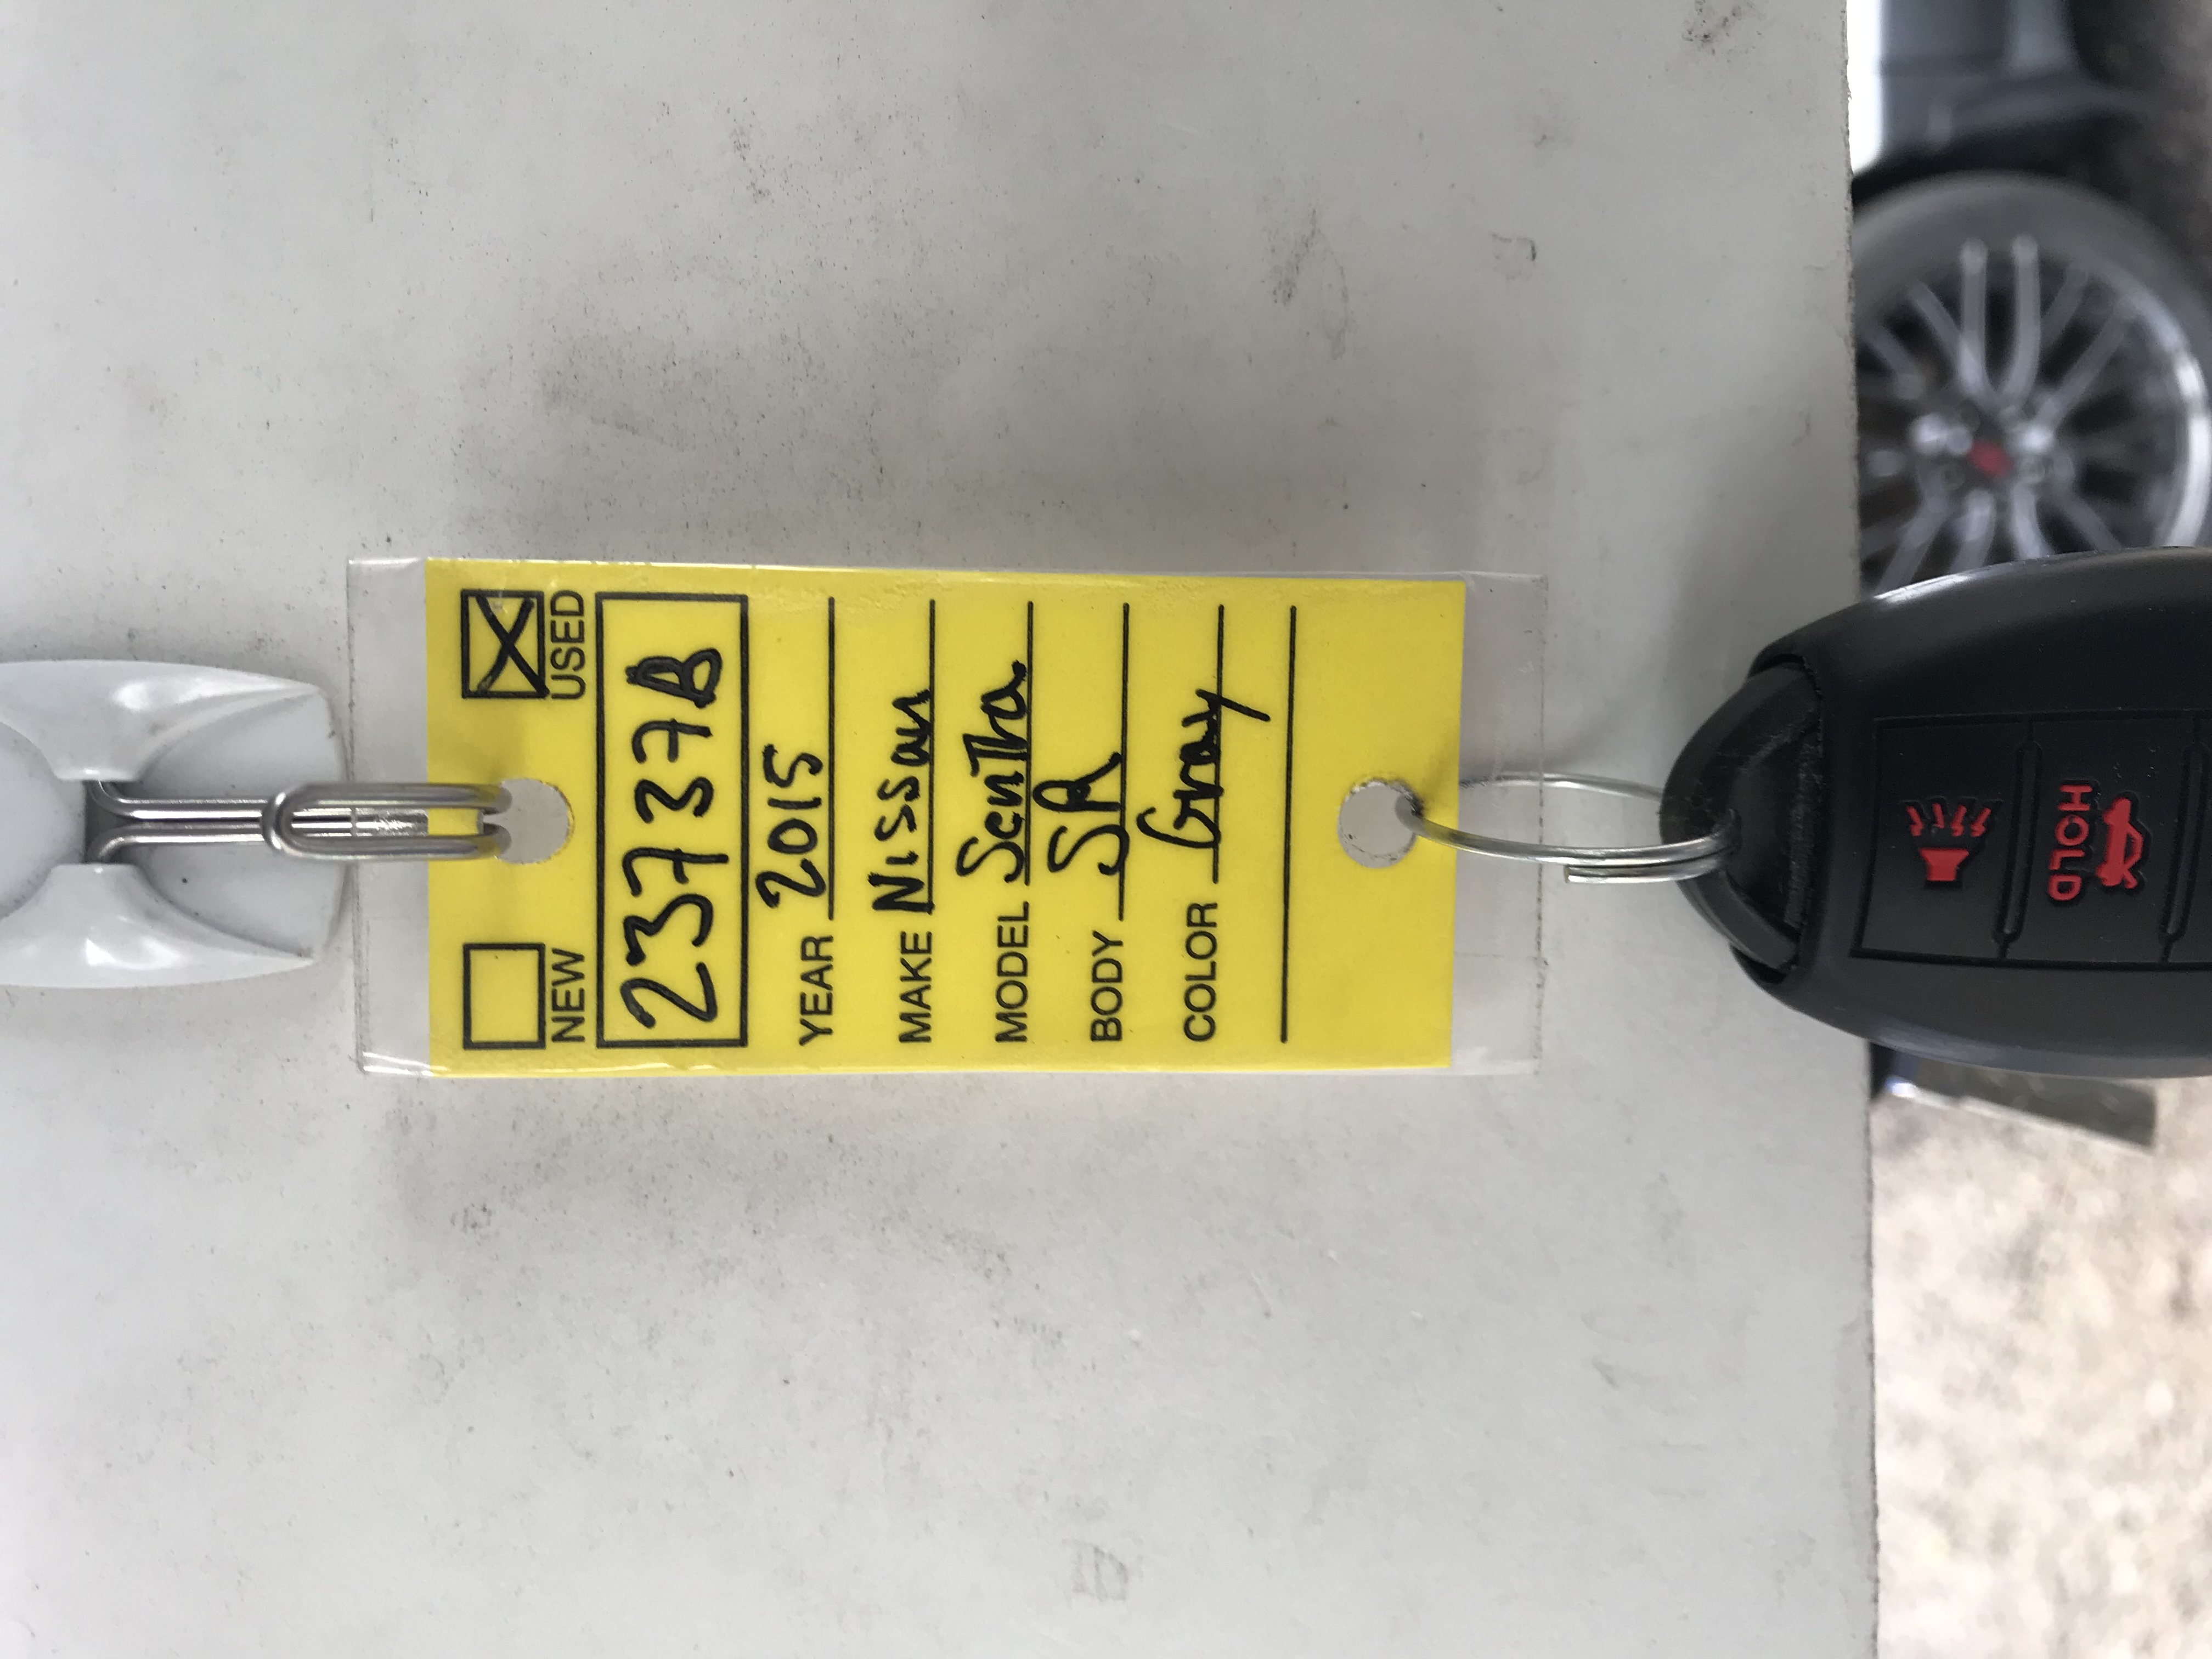 NEW USED
23737B
YEAR 2015
MAKE Nissan
MODEL Sentra
BODY SR
COLOR Gray
HOLD